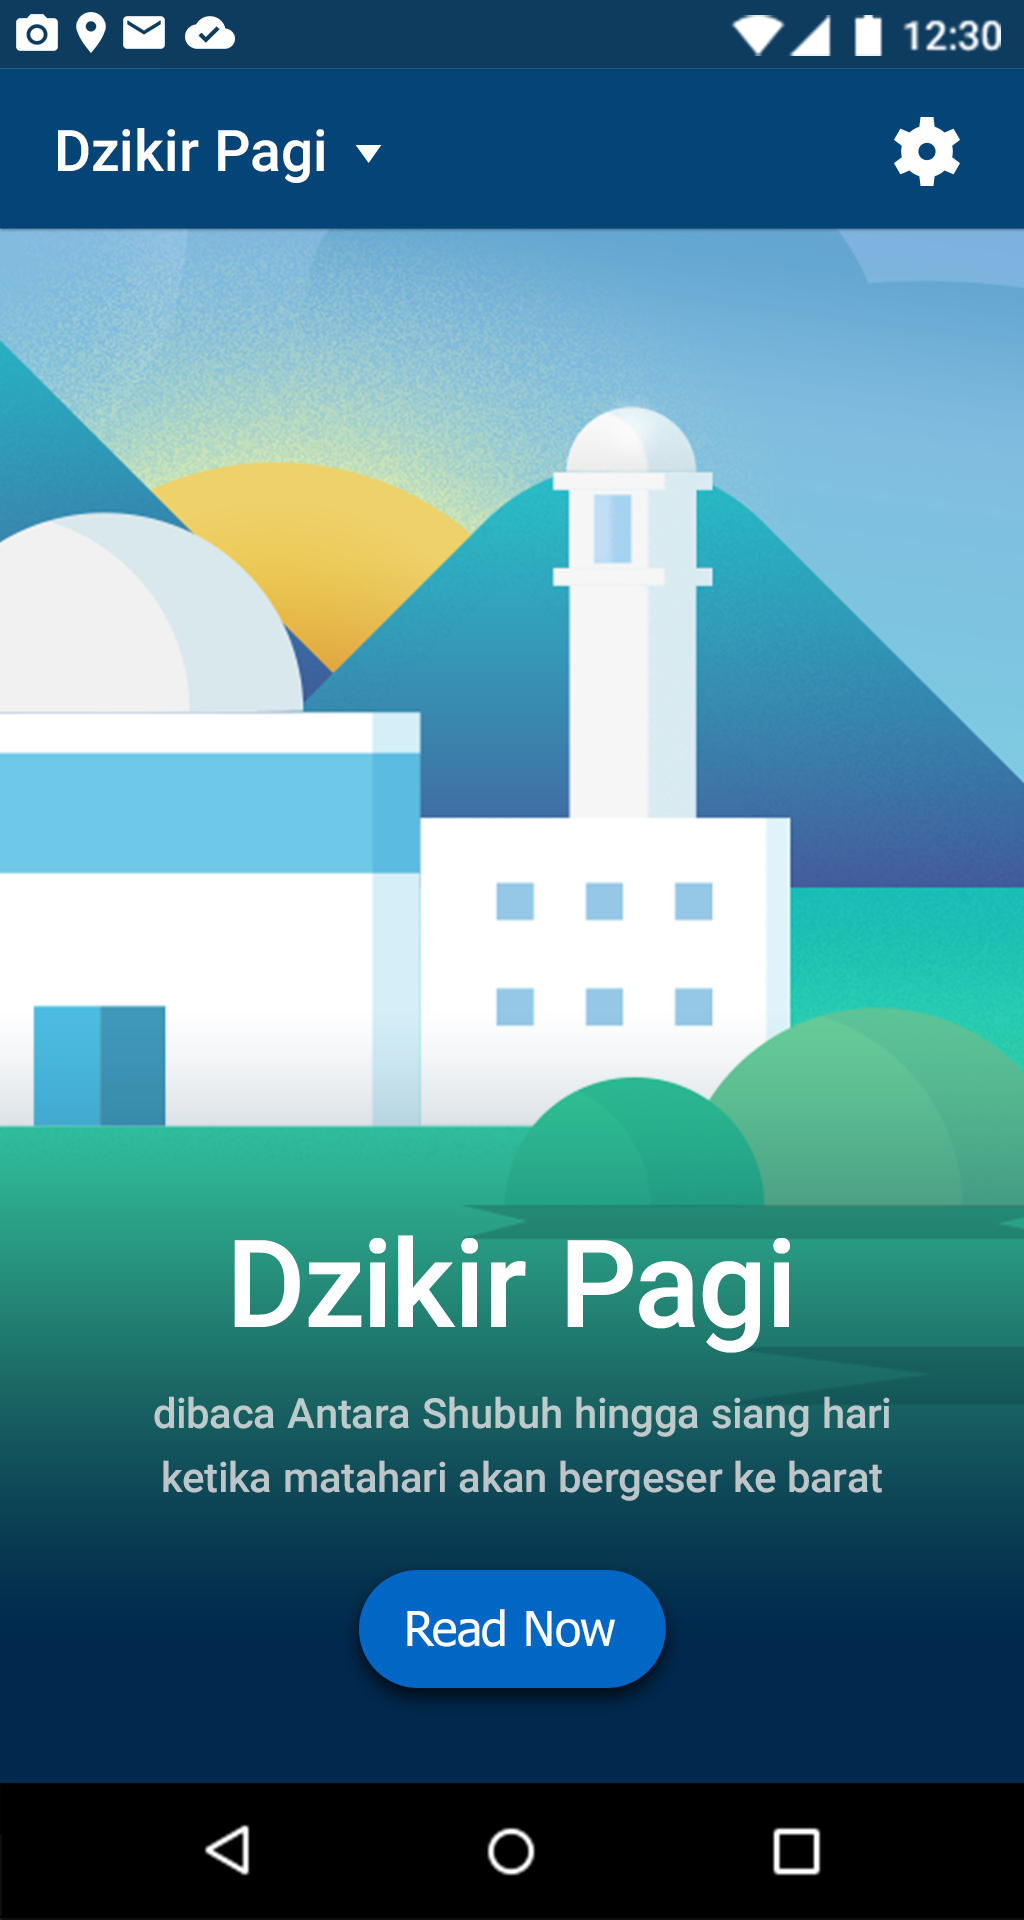 12:30
Dzikir Pagi
Dzikir Pagi
dibaca Antara Shubuh hingga siang hari
ketika matahari akan bergeser ke barat
Read Now